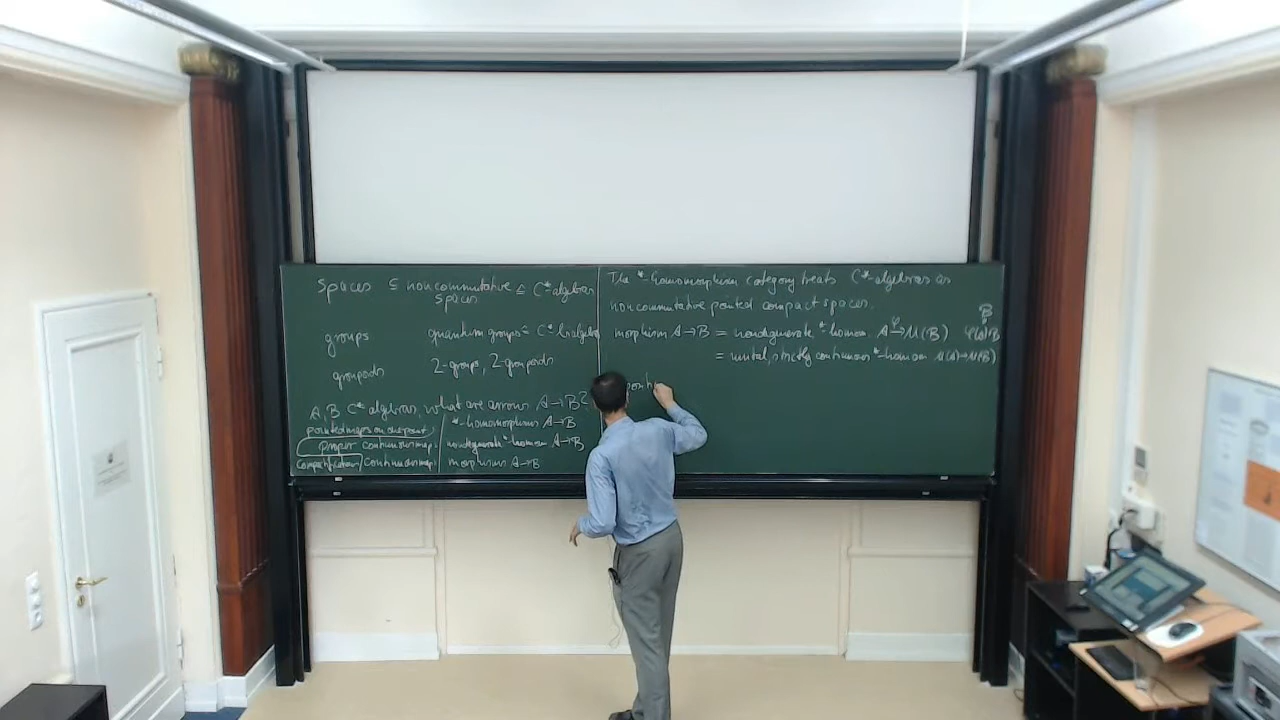 spaces ⊆ noncommutative spaces ≅ C*-algebras
groups quantum groups ≅ C*-bialgebras
groupoids 2-groups, 2-groupoids
A, B C*-algebras, what are arrows A→B?
pointed maps on one point *-homomorphisms A→B
proper continuous map nondegenerate *-homom. A→B
compactification/continuous map morphisms A→B
The *-homomorphism category treats C*-algebras as
noncommutative pointed compact spaces.
morphism A→B = nondegenerate *-homom. A →φ M(B) φ(A)B
B
= unital, strictly continuous *-homom M(A)→M(B)